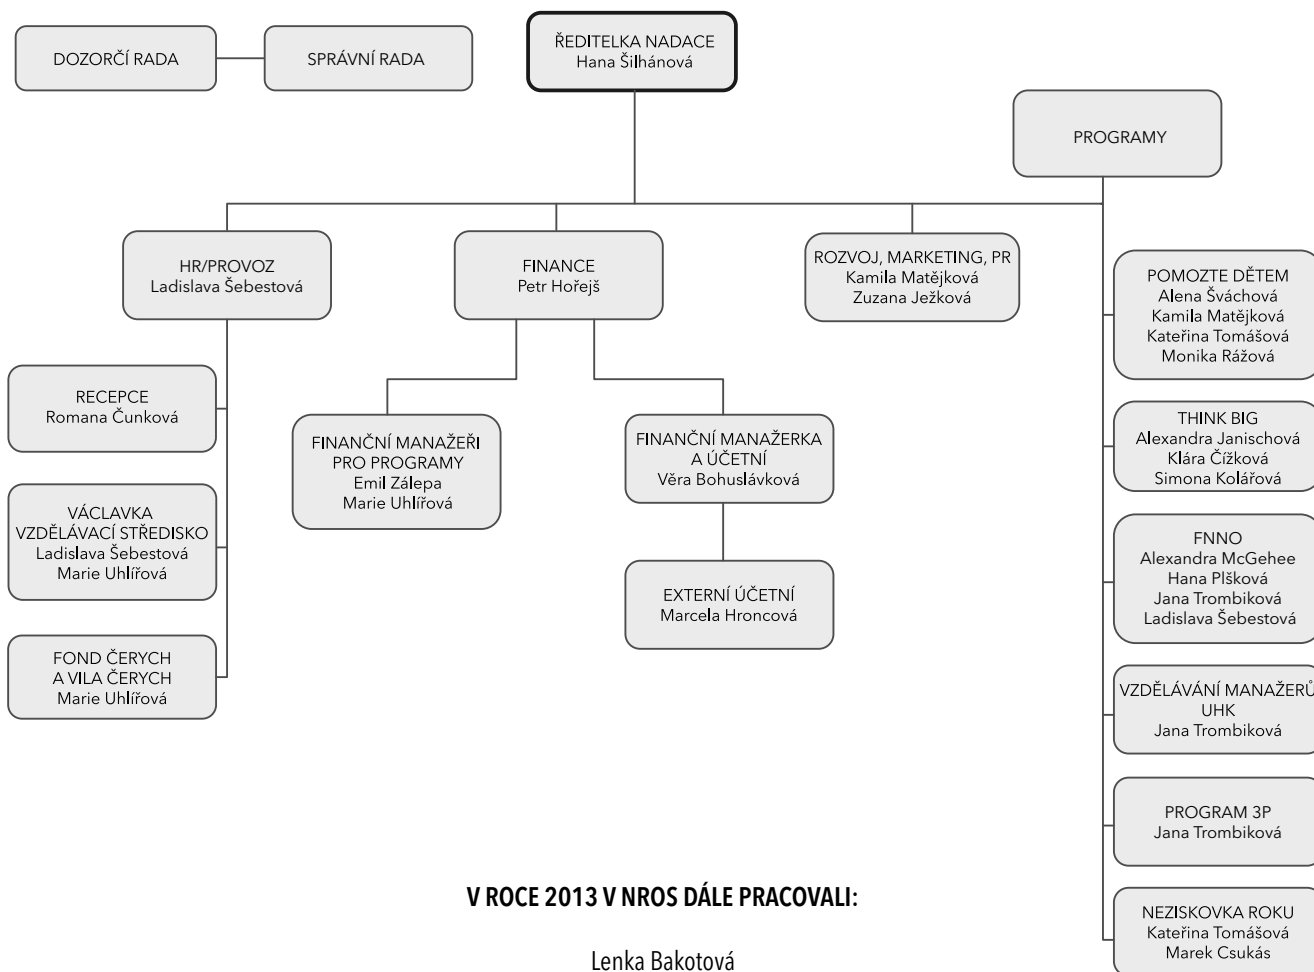 DOZORČÍ RADA
SPRÁVNÍ RADA
ŘEDITELKA NADACE
Hana Šilhánová
PROGRAMY
HR/PROVOZ
Ladislava Šebestová
FINANCE
Petr Hořejš
ROZVOJ, MARKETING, PR
Kamila Matějková
Zuzana Ježková
RECEPCE
Romana Čunková
VÁCLAVKA
VZDĚLÁVACÍ STŘEDISKO
Ladislava Šebestová
Marie Uhlířová
FOND ČERYCH
A VILA ČERYCH
Marie Uhlířová
FINANČNÍ MANAŽEŘI
PRO PROGRAMY
Emil Zálepa
Marie Uhlířová
FINANČNÍ MANAŽERKA
A ÚČETNÍ
Věra Bohuslávková
EXTERNÍ ÚČETNÍ
Marcela Hroncová
POMOZTE DĚTEM
Alena Šváchová
Kamila Matějková
Kateřina Tomášová
Monika Rážová
THINK BIG
Alexandra Janischová
Klára Čížková
Simona Kolářová
FNNO
Alexandra McGehee
Hana Plšková
Jana Trombiková
Ladislava Šebestová
VZDĚLÁVÁNÍ MANAŽERŮ
UHK
Jana Trombiková
PROGRAM 3P
Jana Trombiková
NEZISKOVKA ROKU
Kateřina Tomášová
Marek Csukás
V ROCE 2013 V NROS DÁLE PRACOVALI:
Lenka Bakotová